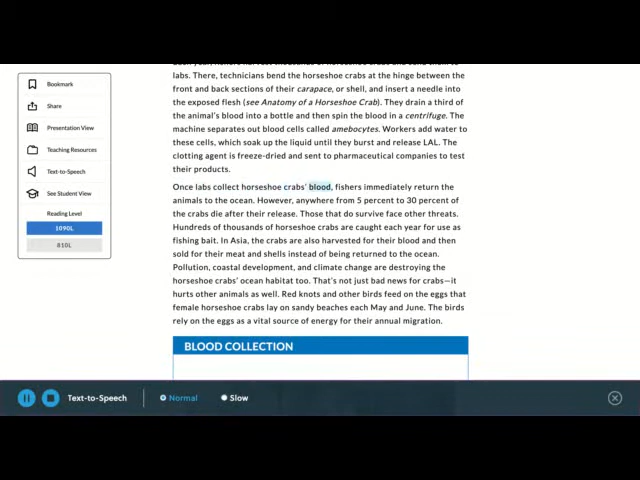 Bookmark
Share
Presentation View
Teaching Resources
Text-to-Speech
See Student View
Reading Level
1090L
810L
labs. There, technicians bend the horseshoe crabs at the hinge between the
front and back sections of their carapace, or shell, and insert a needle into
the exposed flesh (see Anatomy of a Horseshoe Crab). They drain a third of
the animal's blood into a bottle and then spin the blood in a centrifuge. The
machine separates out blood cells called amebocytes. Workers add water to
these cells, which soak up the liquid until they burst and release LAL. The
clotting agent is freeze-dried and sent to pharmaceutical companies to test
their products.
Once labs collect horseshoe crabs' blood, fishers immediately return the
animals to the ocean. However, anywhere from 5 percent to 30 percent of
the crabs die after their release. Those that do survive face other threats.
Hundreds of thousands of horseshoe crabs are caught each year for use as
fishing bait. In Asia, the crabs are also harvested for their blood and then
sold for their meat and shells instead of being returned to the ocean.
Pollution, coastal development, and climate change are destroying the
horseshoe crabs' ocean habitat too. That's not just bad news for crabs—it
hurts other animals as well. Red knots and other birds feed on the eggs that
female horseshoe crabs lay on sandy beaches each May and June. The birds
rely on the eggs as a vital source of energy for their annual migration.
BLOOD COLLECTION
Text-to-Speech
Normal
Slow